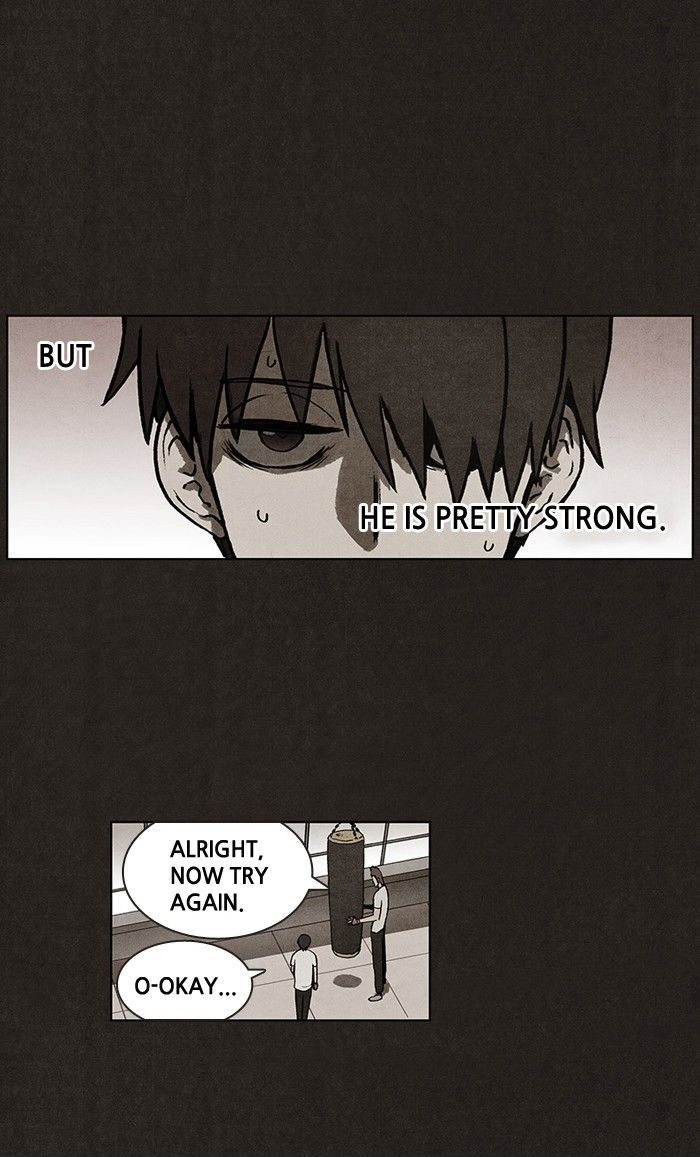 BUT
HE IS PRETTY STRONG.
ALRIGHT,
NOW TRY
AGAIN.
O-OKAY...